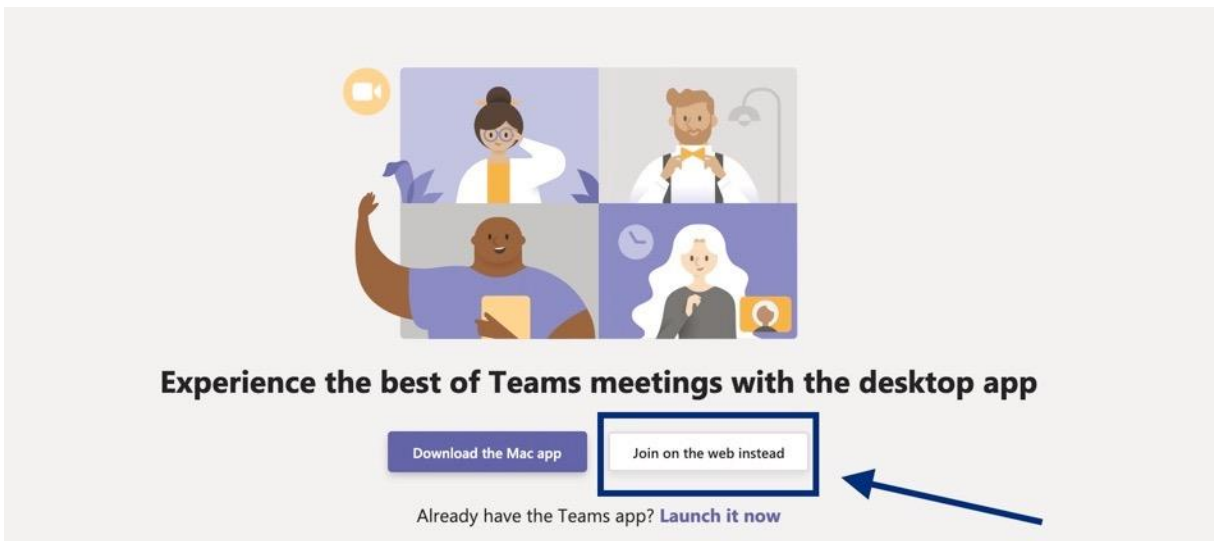 Experience the best of Teams meetings with the desktop app
Download the Mac app
Join on the web instead
Already have the Teams app? Launch it now